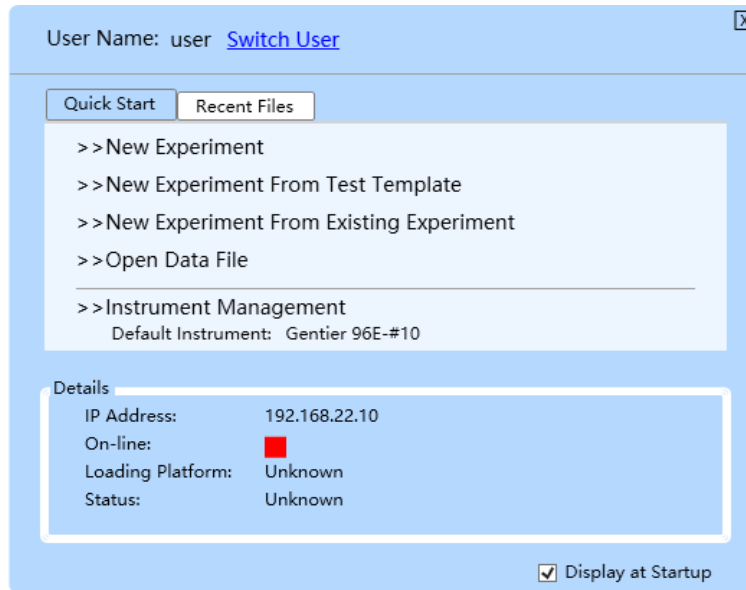 User Name: user Switch User
Quick Start Recent Files
>>New Experiment
>>New Experiment From Test Template
>>New Experiment From Existing Experiment
>>Open Data File
>>Instrument Management
Default Instrument: Gentier 96E-#10
Details
IP Address: 192.168.22.10
On-line:
Loading Platform: Unknown
Status: Unknown
Display at Startup